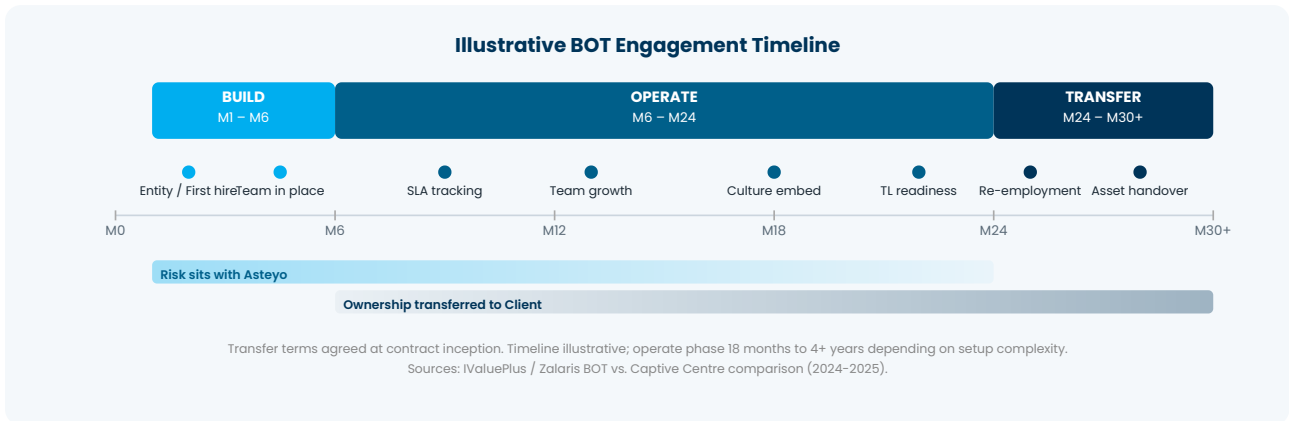 Illustrative BOT Engagement Timeline
BUILD
M1 – M6
OPERATE
M6 – M24
TRANSFER
M24 – M30+
Entity / First hire
Team in place
SLA tracking
Team growth
Culture embed
TL readiness
Re-employment
Asset handover
M0
M6
M12
M18
M24
M30+
Risk sits with Asteyo
Ownership transferred to Client
Transfer terms agreed at contract inception. Timeline illustrative; operate phase 18 months to 4+ years depending on setup complexity.
Sources: IValuePlus / Zalaris BOT vs. Captive Centre comparison (2024-2025).